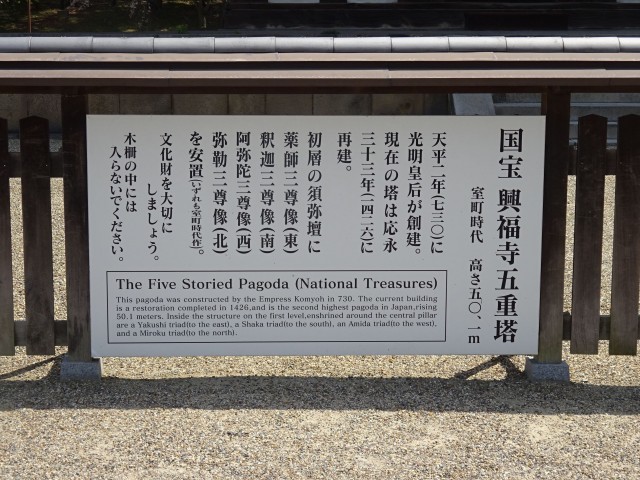 国宝 興福寺五重塔
室町時代 高さ五〇、一m
天平二年(七三〇)に
光明皇后が創建。
現在の塔は応永
三十三年(一四二六)に
再建。
初層の須弥壇に
薬師三尊像(東)
釈迦三尊像(南)
阿弥陀三尊像(西)
弥勒三尊像(北)
を安置(いずれも室町時代作)。
文化財を大切に
しましょう。
木柵の中には
入らないでください。
The Five Storied Pagoda (National Treasures)
This pagoda was constructed by the Empress Komyoh in 730. The current building
is a restoration completed in 1426,and is the second highest pagoda in Japan,rising
50.1 meters. Inside the structure on the first level,enshrined around the central pillar
are a Yakushi triad(to the east), a Shaka triad(to the south), an Amida triad(to the west),
and a Miroku triad(to the north).